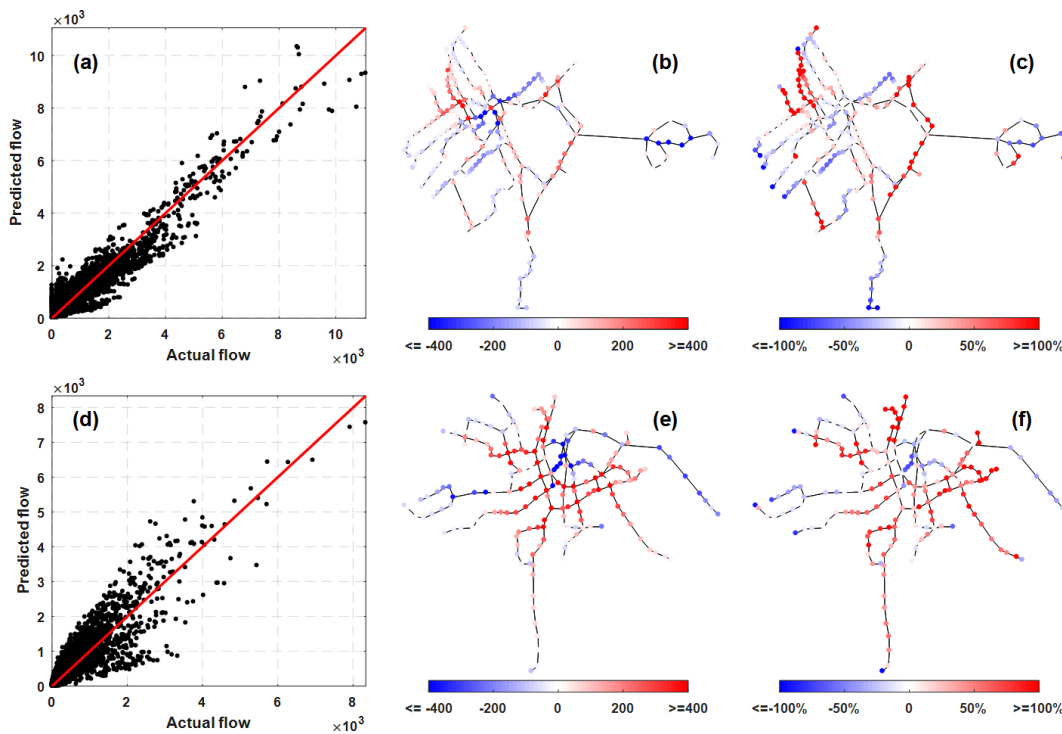 ×10³
(a)
(b)
(c)
10
8
6
4
2
0
Predicted flow
0 2 4 6 8 10
×10³
Actual flow
<= -400 -200 0 200 >=400
<=-100% -50% 0 50% >=100%
×10³
(d)
(e)
(f)
8
7
6
5
4
3
2
1
0
Predicted flow
0 2 4 6 8
×10³
Actual flow
<= -400 -200 0 200 >=400
<=-100% -50% 0 50% >=100%